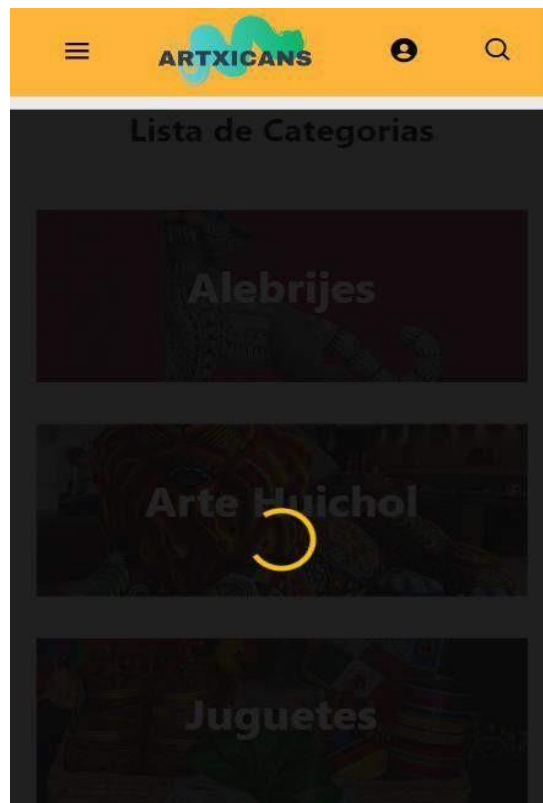 ARTXICANS
Lista de Categorias
Alebrijes
Arte Huichol
Juguetes